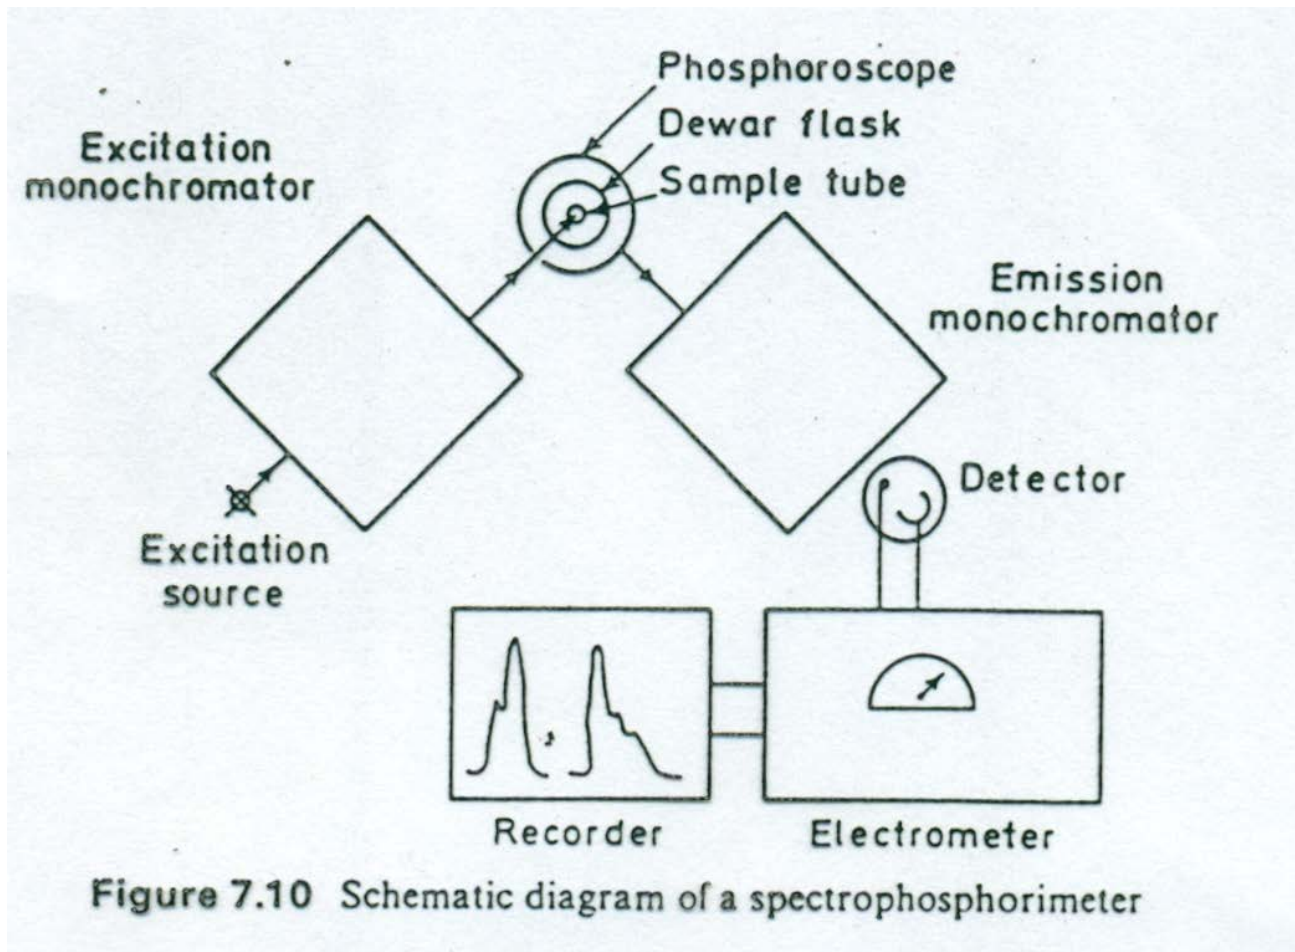 Phosphoroscope
Dewar flask
Sample tube
Excitation
monochromator
Emission
monochromator
Detector
Excitation
source
Recorder
Electrometer
Figure 7.10 Schematic diagram of a spectrophosphorimeter